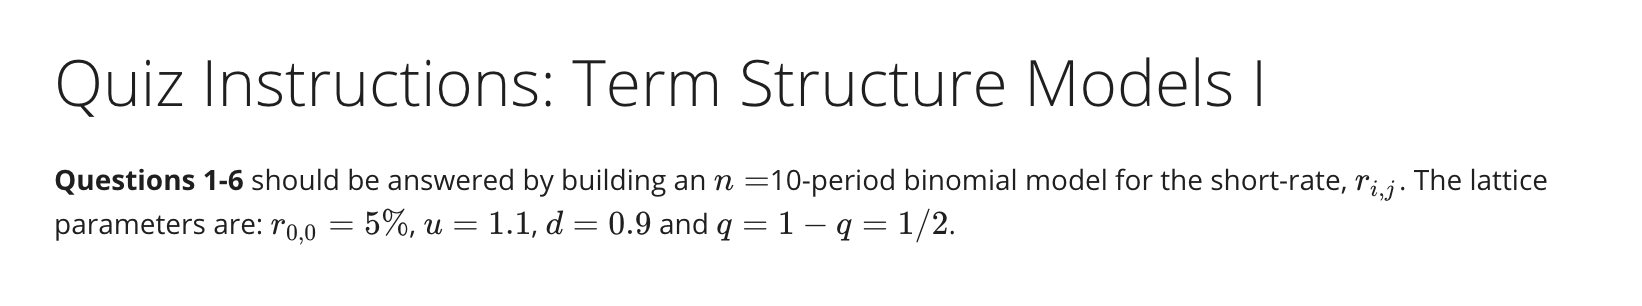 Quiz Instructions: Term Structure Models I
Questions 1-6 should be answered by building an n =10-period binomial model for the short-rate, r_{i,j}. The lattice
parameters are: r_{0,0} = 5%, u = 1.1, d = 0.9 and q = 1 − q = 1/2.